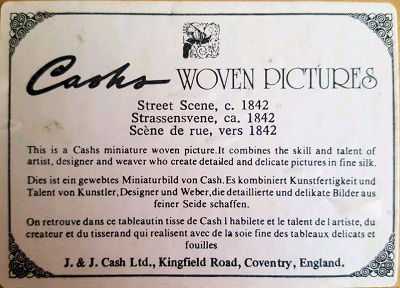 Cashs WOVEN PICTURES
Street Scene, c. 1842
Strassensvene, ca. 1842
Scène de rue, vers 1842
This is a Cashs miniature woven picture.It combines the skill and talent of
artist, designer and weaver who create detailed and delicate pictures in fine silk.
Dies ist ein gewebtes Miniaturbild von Cash.Es kombiniert Kunstfertigkeit und
Talent von Kunstler,Designer und Weber,die detaillierte und delikate Bilder aus
feiner Seide schaffen.
On retrouve dans ce tableautin tisse de Cash l habilete et le talent de l artiste, du
createur et du tisserand qui realisent avec de la soie fine des tableaux delicats et
fouilles
J. & J. Cash Ltd., Kingfield Road, Coventry, England.